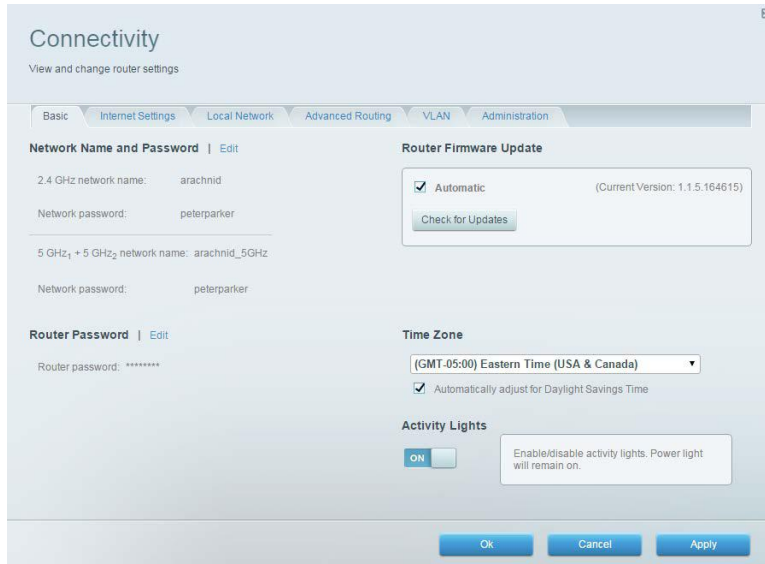 Connectivity
View and change router settings
Basic Internet Settings Local Network Advanced Routing VLAN Administration
Network Name and Password | Edit
2.4 GHz network name: arachnid
Network password: peterparker
5 GHz1 + 5 GHz2 network name: arachnid_5GHz
Network password: peterparker
Router Password | Edit
Router password: ********
Router Firmware Update
Automatic (Current Version: 1.1.5.164615)
Check for Updates
Time Zone
(GMT-05:00) Eastern Time (USA & Canada)
Automatically adjust for Daylight Savings Time
Activity Lights
ON
Enable/disable activity lights. Power light
will remain on.
Ok Cancel Apply